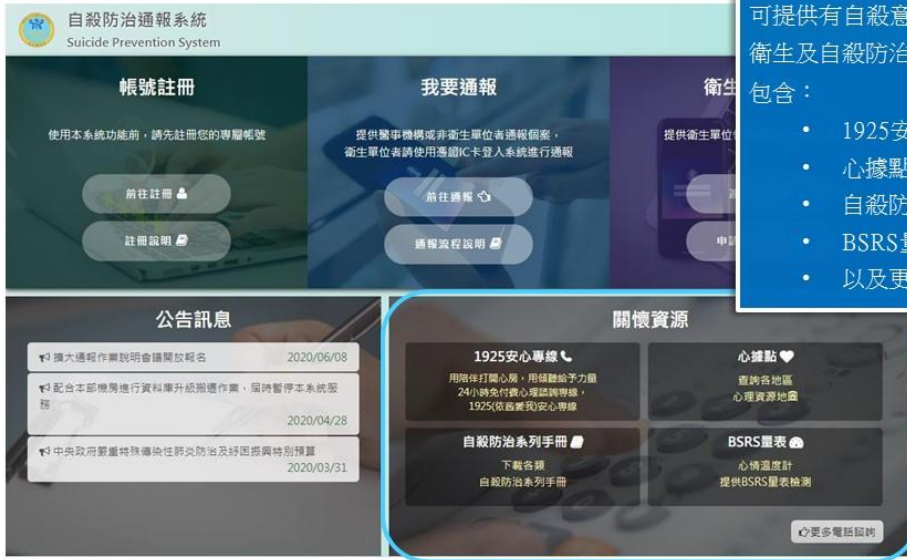 自殺防治通報系統
Suicide Prevention System
可提供有自殺意
衛生及自殺防治
包含：
• 1925安
• 心據點
• 自殺防
• BSRS
• 以及更
帳號註冊
使用本系統功能前，請先註冊您的專屬帳號
前往註冊
註冊說明
我要通報
提供醫事機構或非衛生單位者通報個案，
衛生單位者請使用憑證IC卡登入系統進行通報
前往通報
通報流程說明
衛生
提供衛生單位
申
公告訊息
擴大通報作業說明會議開放報名 2020/06/08
配合本部機房進行資料庫升級搬遷作業，屆時暫停本系統服
務
2020/04/28
中央政府嚴重特殊傳染性肺炎防治及紓困振興特別預算
2020/03/31
關懷資源
1925安心專線
用陪伴打開心房，用傾聽給予力量
24小時免付費心理諮詢專線，
1925(依舊愛我)安心專線
心據點
查詢各地區
心理資源地圖
自殺防治系列手冊
下載各類
自殺防治系列手冊
BSRS量表
心情溫度計
提供BSRS量表檢測
更多電話諮詢